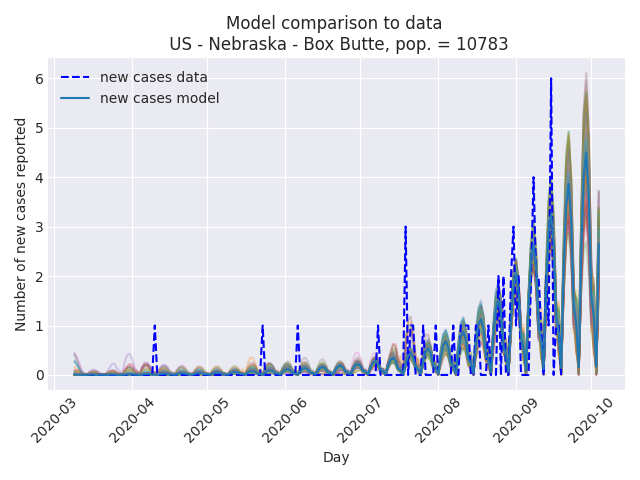 Model comparison to data
US - Nebraska - Box Butte, pop. = 10783
new cases data
new cases model
Number of new cases reported
6
5
4
3
2
1
0
2020-03
2020-04
2020-05
2020-06
2020-07
2020-08
2020-09
2020-10
Day